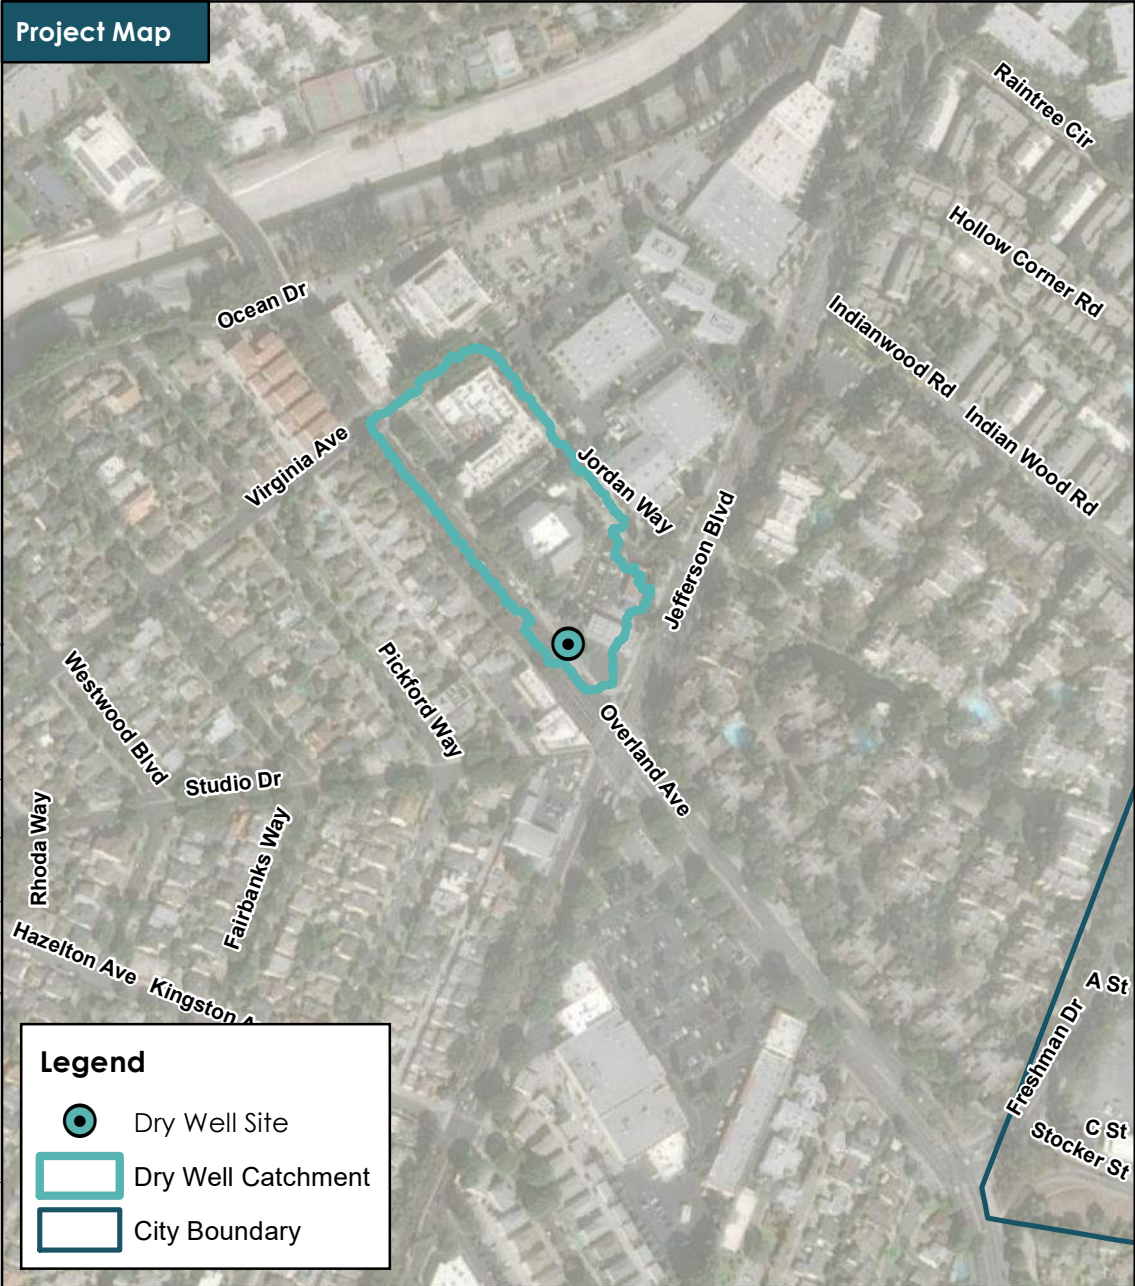 Project Map
Raintree Cir
Hollow Corner Rd
Ocean Dr
Indianwood Rd
Indian Wood Rd
Virginia Ave
Jordan Way
Jefferson Blvd
Pickford Way
Westwood Blvd
Overland Ave
Studio Dr
Rhoda Way
Fairbanks Way
Hazelton Ave
Kingston A
A St
Freshman Dr
C St
Stocker St
Legend
Dry Well Site
Dry Well Catchment
City Boundary